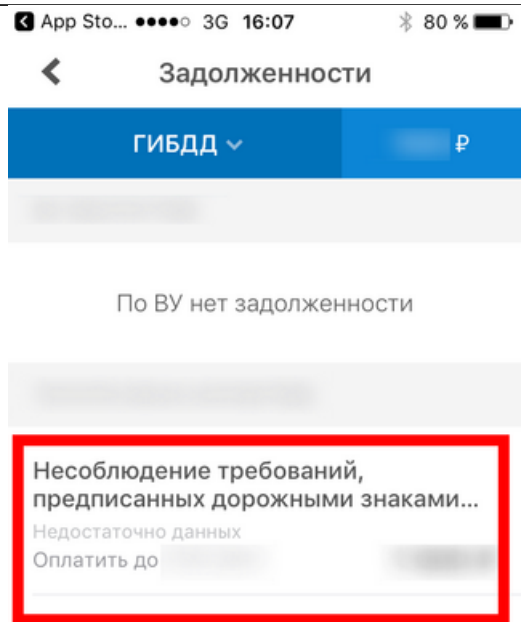 App Sto... 3G 16:07 80 %
Задолженности
ГИБДД ₽
По ВУ нет задолженности
Несоблюдение требований,
предписанных дорожными знаками...
Недостаточно данных
Оплатить до